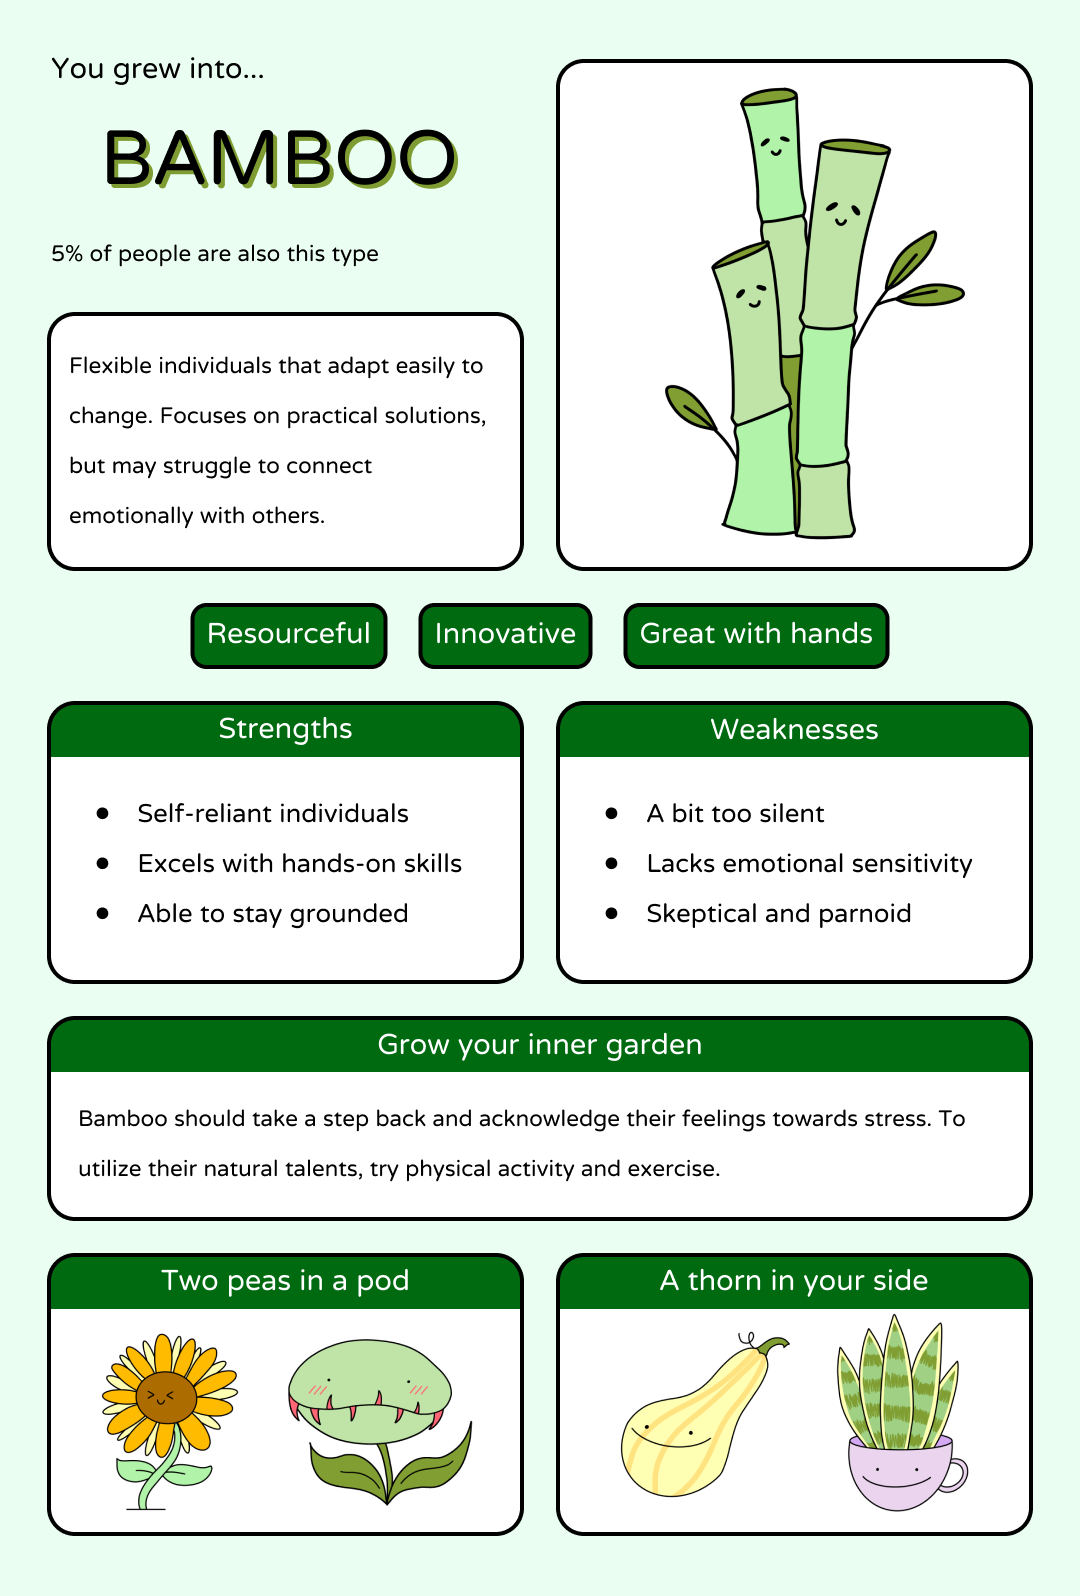 You grew into...
BAMBOO
5% of people are also this type
Flexible individuals that adapt easily to
change. Focuses on practical solutions,
but may struggle to connect
emotionally with others.
Resourceful
Innovative
Great with hands
Strengths
Self-reliant individuals
Excels with hands-on skills
Able to stay grounded
Weaknesses
A bit too silent
Lacks emotional sensitivity
Skeptical and parnoid
Grow your inner garden
Bamboo should take a step back and acknowledge their feelings towards stress. To
utilize their natural talents, try physical activity and exercise.
Two peas in a pod
A thorn in your side